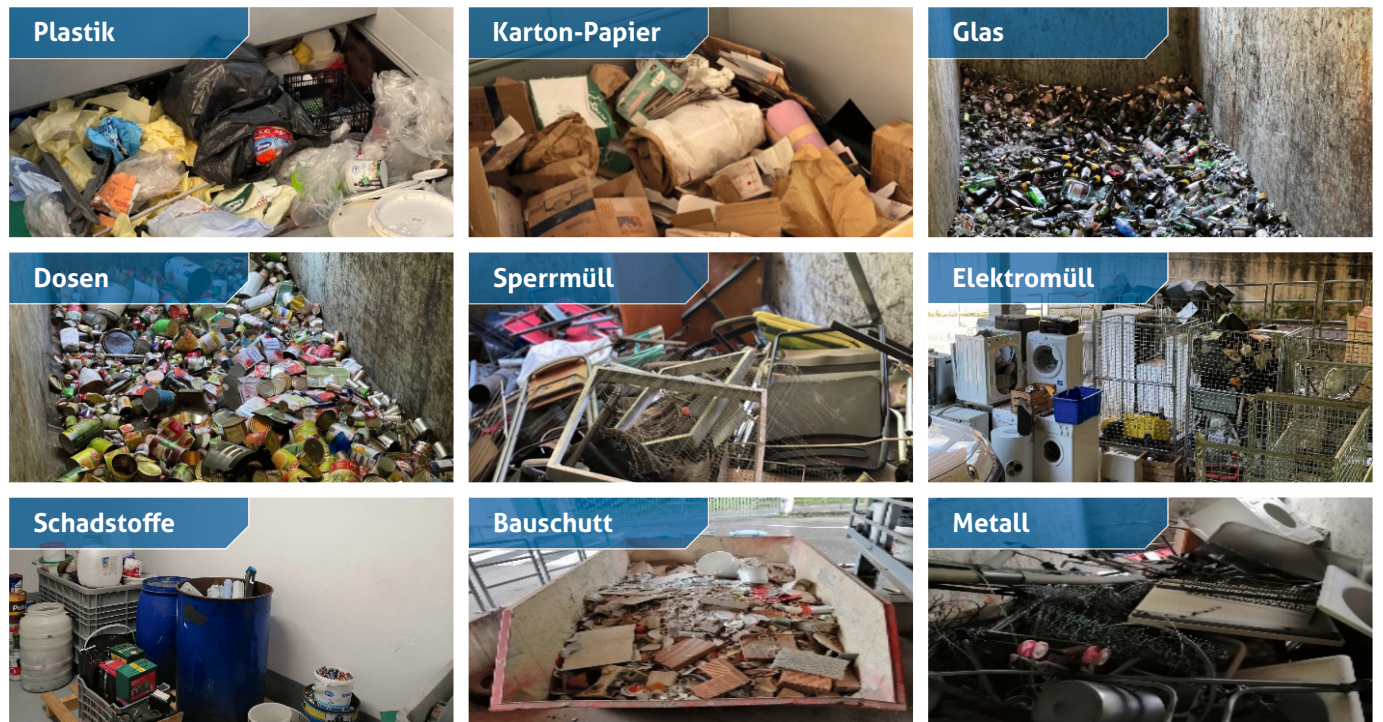 Plastik
Karton-Papier
Glas
Dosen
Sperrmüll
Elektromüll
Schadstoffe
Bauschutt
Metall